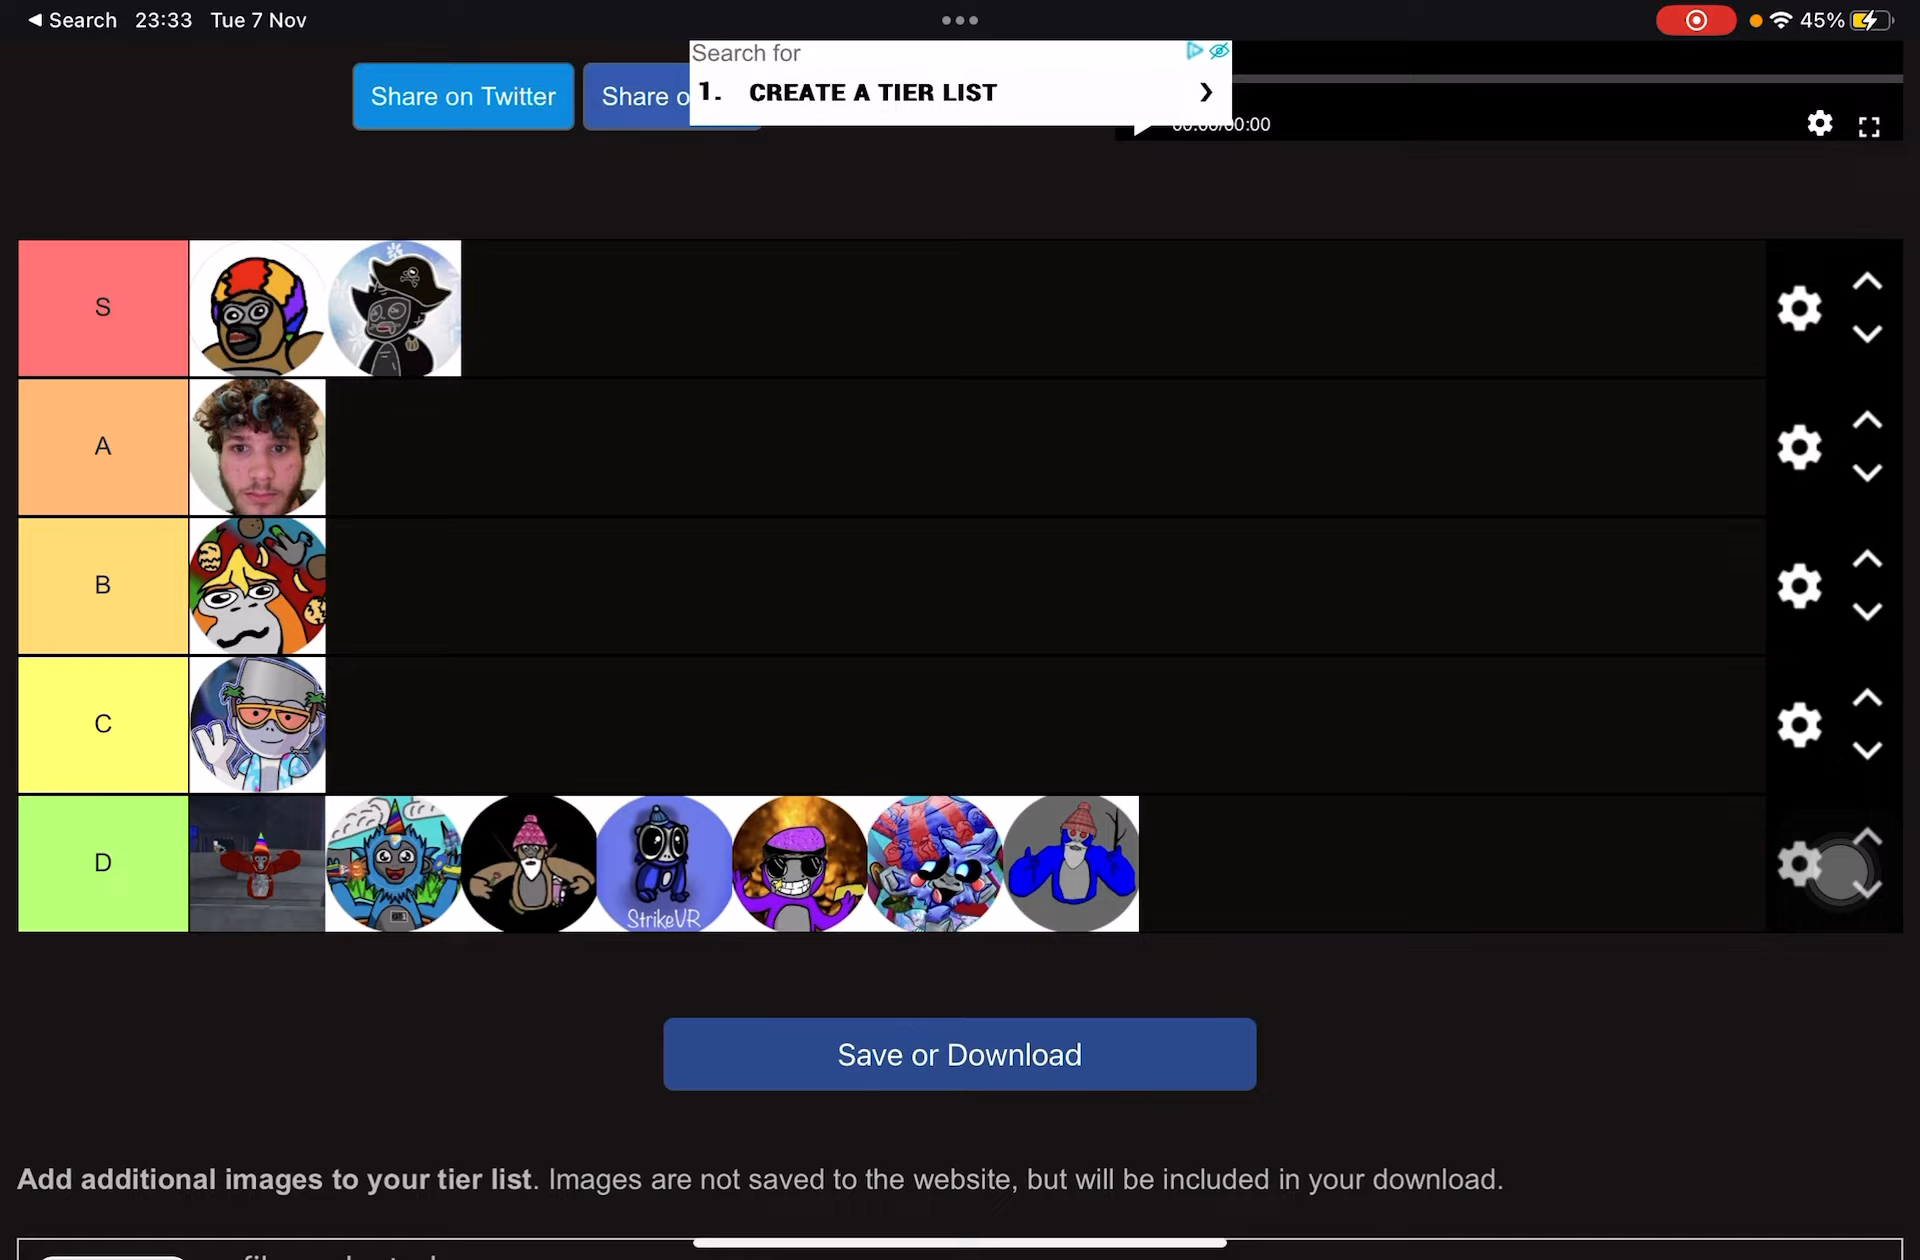 Search 23:33 Tue 7 Nov
45%
Search for
1. CREATE A TIER LIST
Share on Twitter
Share o
00:00/00:00
S
A
B
C
D
StrikeVR
Save or Download
Add additional images to your tier list. Images are not saved to the website, but will be included in your download.